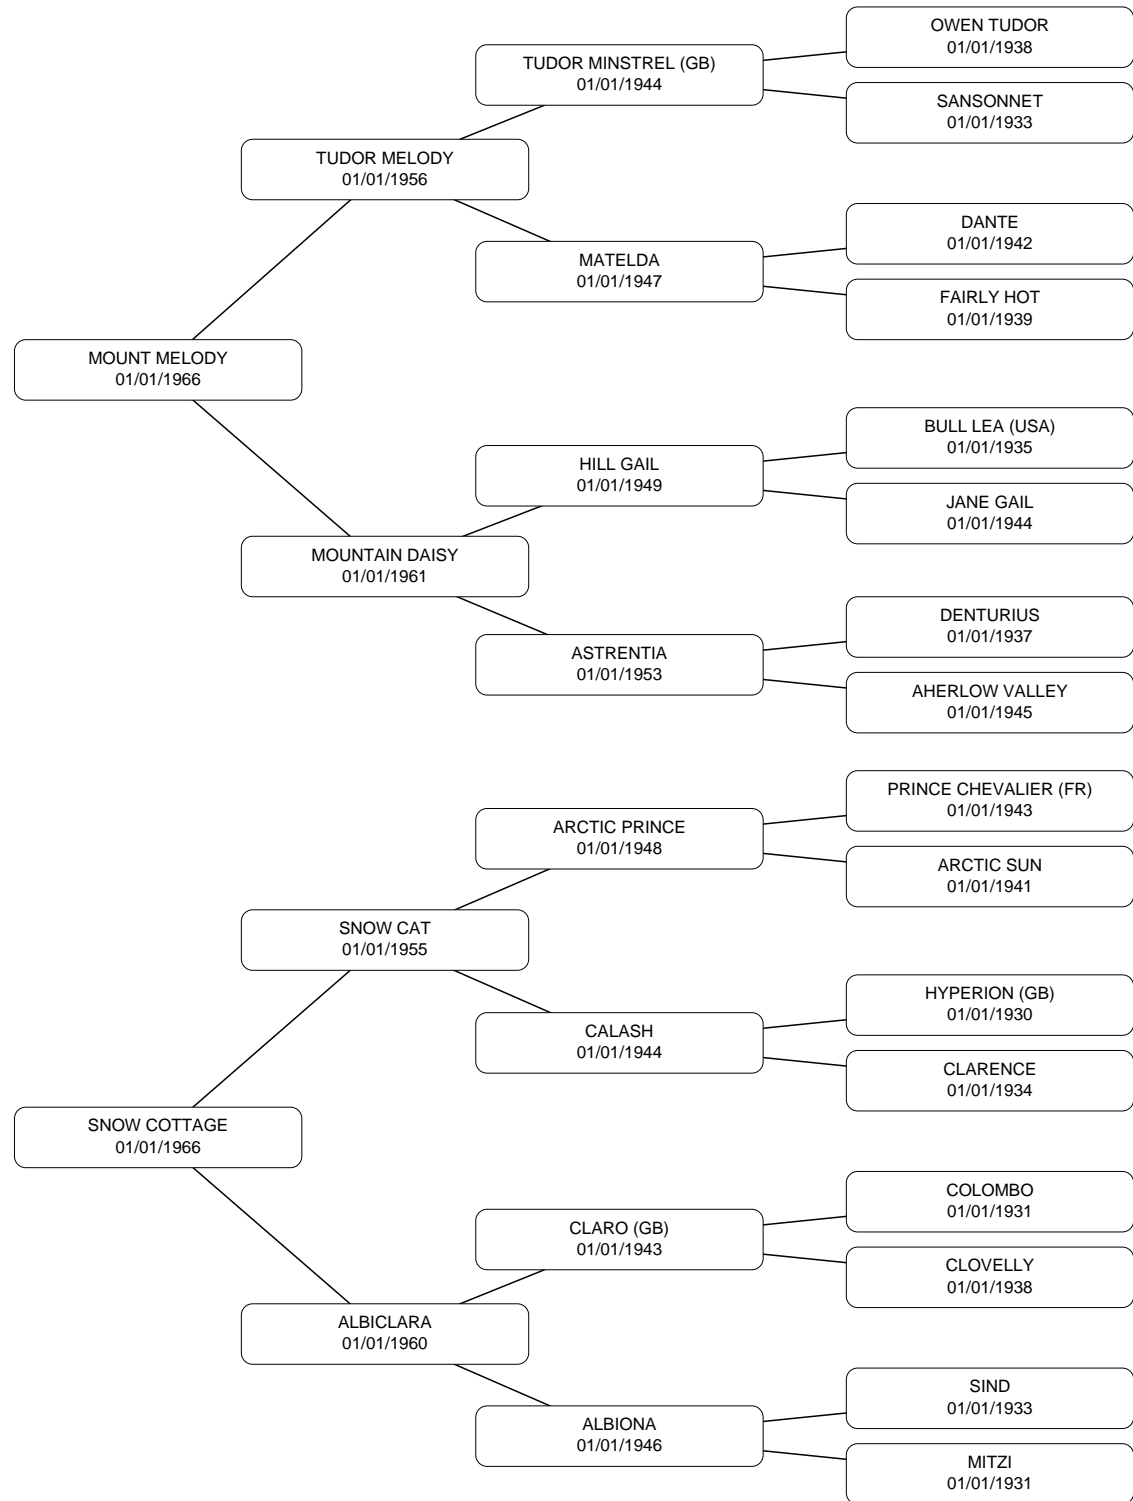 OWEN TUDOR
01/01/1938
TUDOR MINSTREL (GB)
01/01/1944
SANSONNET
01/01/1933
TUDOR MELODY
01/01/1956
DANTE
01/01/1942
MATELDA
01/01/1947
FAIRLY HOT
01/01/1939
MOUNT MELODY
01/01/1966
BULL LEA (USA)
01/01/1935
HILL GAIL
01/01/1949
JANE GAIL
01/01/1944
MOUNTAIN DAISY
01/01/1961
DENTURIUS
01/01/1937
ASTRENTIA
01/01/1953
AHERLOW VALLEY
01/01/1945
PRINCE CHEVALIER (FR)
01/01/1943
ARCTIC PRINCE
01/01/1948
ARCTIC SUN
01/01/1941
SNOW CAT
01/01/1955
HYPERION (GB)
01/01/1930
CALASH
01/01/1944
CLARENCE
01/01/1934
SNOW COTTAGE
01/01/1966
COLOMBO
01/01/1931
CLARO (GB)
01/01/1943
CLOVELLY
01/01/1938
ALBICLARA
01/01/1960
SIND
01/01/1933
ALBIONA
01/01/1946
MITZI
01/01/1931